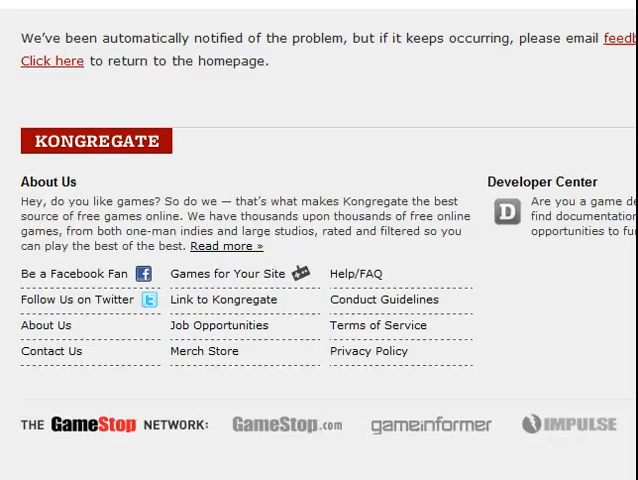 We've been automatically notified of the problem, but if it keeps occurring, please email
Click here to return to the homepage.
KONGREGATE
About Us
Hey, do you like games? So do we — that's what makes Kongregate the best
source of free games online. We have thousands upon thousands of free online
games, from both one-man indies and large studios, rated and filtered so you
can play the best of the best. Read more »
Developer Center
D
Are you a game
find documentation
opportunities to
Be a Facebook Fan
Games for Your Site
Help/FAQ
Follow Us on Twitter
Link to Kongregate
Conduct Guidelines
About Us
Job Opportunities
Terms of Service
Contact Us
Merch Store
Privacy Policy
THE GameStop NETWORK:
GameStop.com
gameinformer
IMPULSE